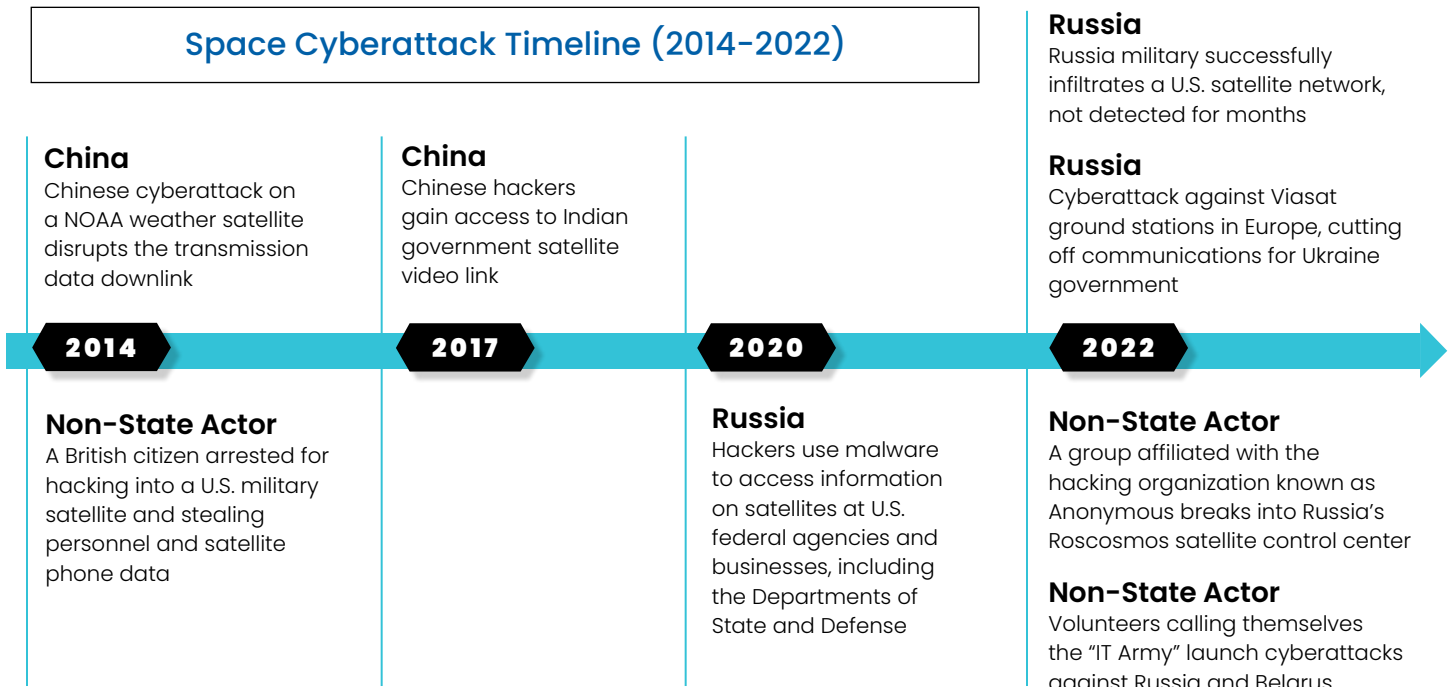 Space Cyberattack Timeline (2014-2022)
China
Chinese cyberattack on
a NOAA weather satellite
disrupts the transmission
data downlink
2014
Non-State Actor
A British citizen arrested for
hacking into a U.S. military
satellite and stealing
personnel and satellite
phone data
China
Chinese hackers
gain access to Indian
government satellite
video link
2017
2020
Russia
Hackers use malware
to access information
on satellites at U.S.
federal agencies and
businesses, including
the Departments of
State and Defense
Russia
Russia military successfully
infiltrates a U.S. satellite network,
not detected for months
Russia
Cyberattack against Viasat
ground stations in Europe, cutting
off communications for Ukraine
government
2022
Non-State Actor
A group affiliated with the
hacking organization known as
Anonymous breaks into Russia's
Roscosmos satellite control center
Non-State Actor
Volunteers calling themselves
the “IT Army” launch cyberattacks
against Russia and Belarus